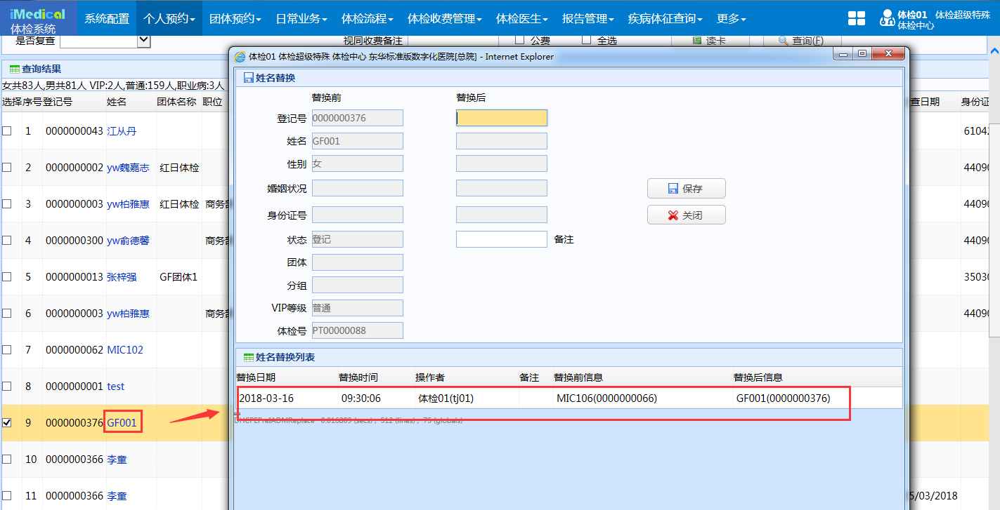 iMedical
体检系统
系统配置 个人预约 团体预约 日常业务 体检流程 体检收费管理 体检医生 报告管理 疾病体征查询 更多
体检01 体检超级特殊
体检中心
是否复查 视同收费备注 公费 全选 读卡 查询(F)
查询结果
女共83人,男共81人 VIP:2人,普通:159人,职业病:3人
选择 序号 登记号 姓名 团体名称 职位 查日期 身份证
1 0000000043 江从丹 61042
2 0000000002 yw魏嘉志 红日体检 44090
3 0000000003 yw柏雅惠 红日体检 商务部 44090
4 0000000300 yw俞德馨 商务部 44090
5 0000000013 张梓强 GF团体1 35030
6 0000000003 yw柏雅惠 商务部 44090
7 0000000062 MIC102
8 0000000001 test
9 0000000376 GF001
10 0000000366 李童
11 0000000366 李童 5/03/2018
体检01 体检超级特殊 体检中心 东华标准版数字化医院[总院] - Internet Explorer
姓名替换
替换前 替换后
登记号 0000000376
姓名 GF001
性别 女
婚姻状况
保存
身份证号
关闭
状态 登记 备注
团体
分组
VIP等级 普通
体检号 PT00000088
姓名替换列表
替换日期 替换时间 操作者 备注 替换前信息 替换后信息
2018-03-16 09:30:06 体检01(tj01) MIC106(0000000066) GF001(0000000376)
DHCPEPreIADMReplace 0.016805 (secs) , 512 (lines) , 75 (globals)